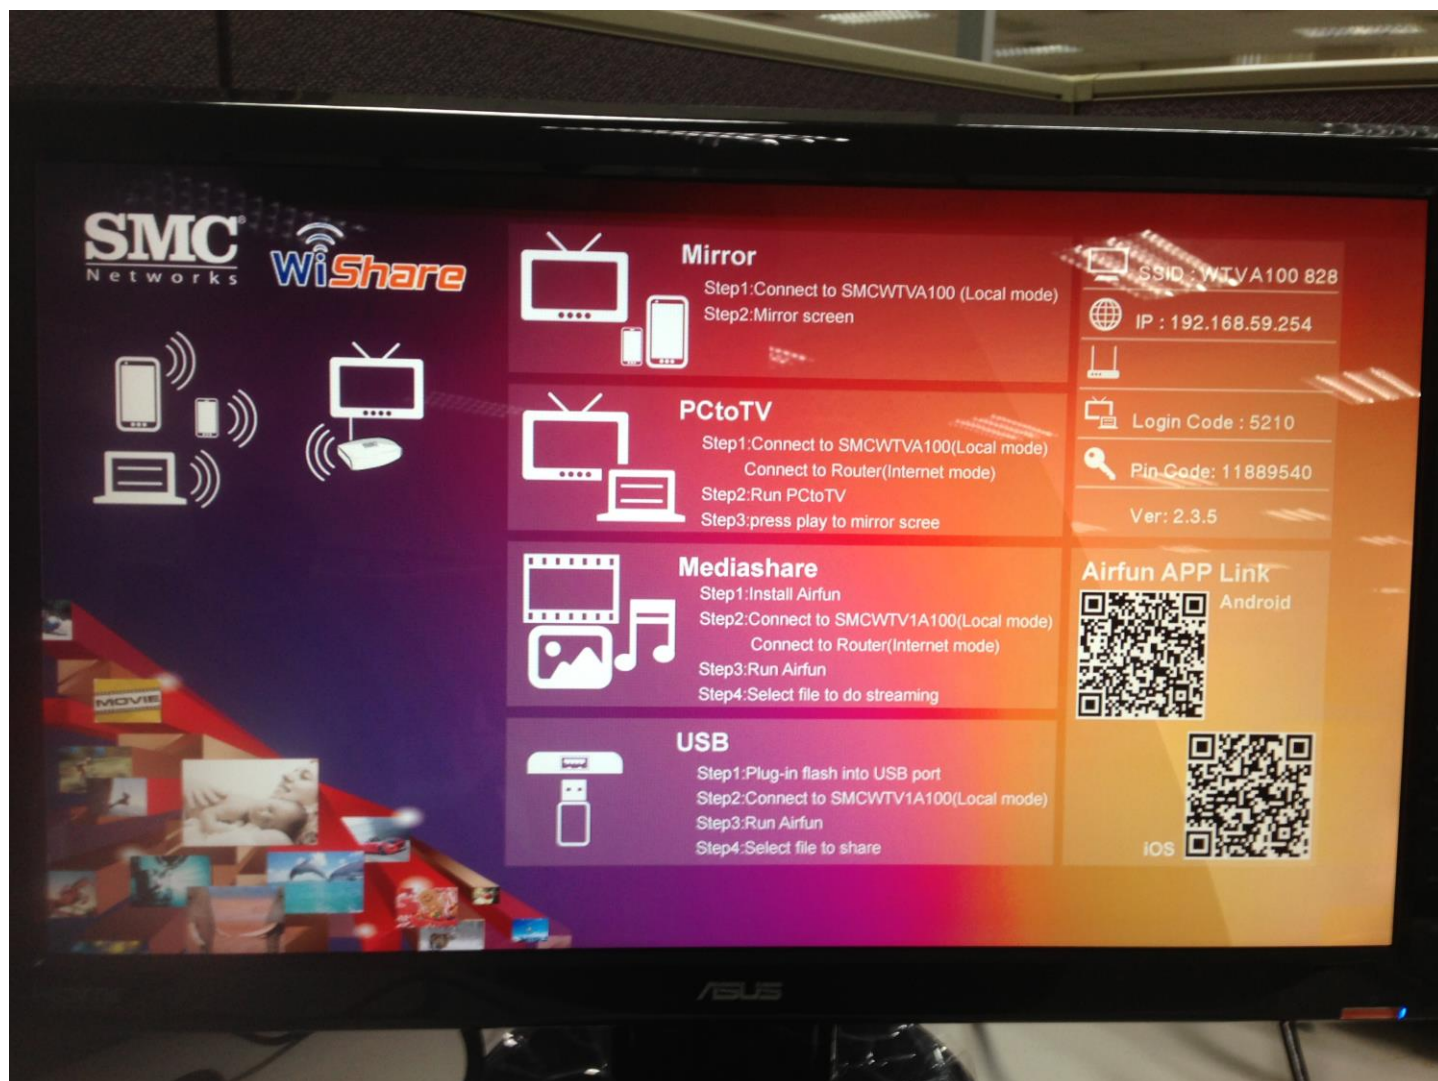 SMC®
Networks
WiShare
Mirror
Step1:Connect to SMCWTVA100 (Local mode)
Step2:Mirror screen
PCtoTV
Step1:Connect to SMCWTVA100(Local mode)
Connect to Router(Internet mode)
Step2:Run PCtoTV
Step3:press play to mirror scree
Mediashare
Step1:Install Airfun
Step2:Connect to SMCWTV1A100(Local mode)
Connect to Router(Internet mode)
Step3:Run Airfun
Step4:Select file to do streaming
USB
Step1:Plug-in flash into USB port
Step2:Connect to SMCWTV1A100(Local mode)
Step3:Run Airfun
Step4:Select file to share
SSID : WTVA100 828
IP : 192.168.59.254
Login Code : 5210
Pin Code: 11889540
Ver: 2.3.5
Airfun APP Link
Android
iOS
MOVIE
ASUS